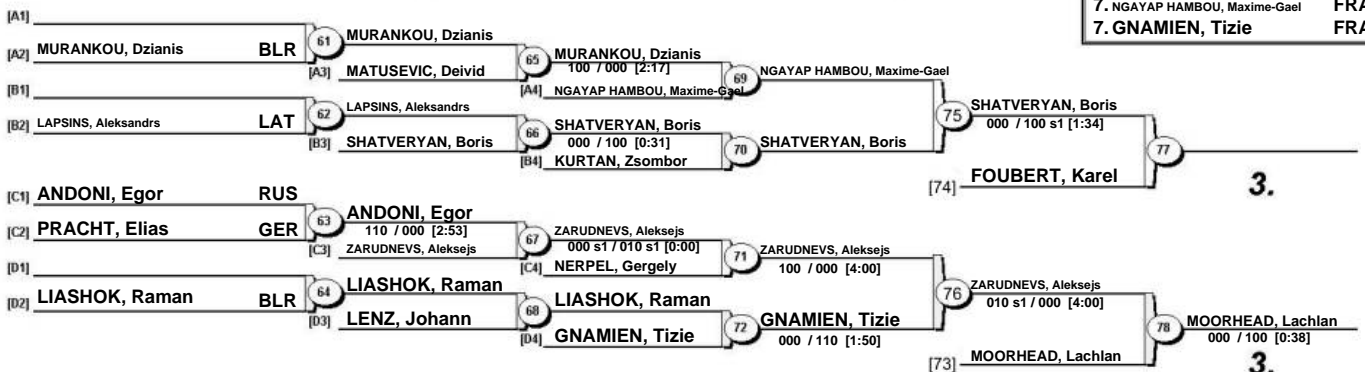 7. NGAYAP HAMBOU, Maxime-Gael FRA
7. GNAMIEN, Tizie FRA
[A1]
[A2] MURANKOU, Dzianis BLR
61
MURANKOU, Dzianis
[A3] MATUSEVIC, Deivid
65
MURANKOU, Dzianis
100 / 000 [2:17]
[A4] NGAYAP HAMBOU, Maxime-Gael
69
NGAYAP HAMBOU, Maxime-Gael
[B1]
[B2] LAPSINS, Aleksandrs LAT
62
LAPSINS, Aleksandrs
[B3] SHATVERYAN, Boris
66
SHATVERYAN, Boris
000 / 100 [0:31]
[B4] KURTAN, Zsombor
70
SHATVERYAN, Boris
75
SHATVERYAN, Boris
000 / 100 s1 [1:34]
[74] FOUBERT, Karel
77
3.
[C1] ANDONI, Egor RUS
[C2] PRACHT, Elias GER
63
ANDONI, Egor
110 / 000 [2:53]
[C3] ZARUDNEVS, Aleksejs
67
ZARUDNEVS, Aleksejs
000 s1 / 010 s1 [0:00]
[C4] NERPEL, Gergely
71
ZARUDNEVS, Aleksejs
100 / 000 [4:00]
[D1]
[D2] LIASHOK, Raman BLR
64
LIASHOK, Raman
[D3] LENZ, Johann
68
LIASHOK, Raman
[D4] GNAMIEN, Tizie
72
GNAMIEN, Tizie
000 / 110 [1:50]
76
ZARUDNEVS, Aleksejs
010 s1 / 000 [4:00]
[73] MOORHEAD, Lachlan
78
MOORHEAD, Lachlan
000 / 100 [0:38]
3.